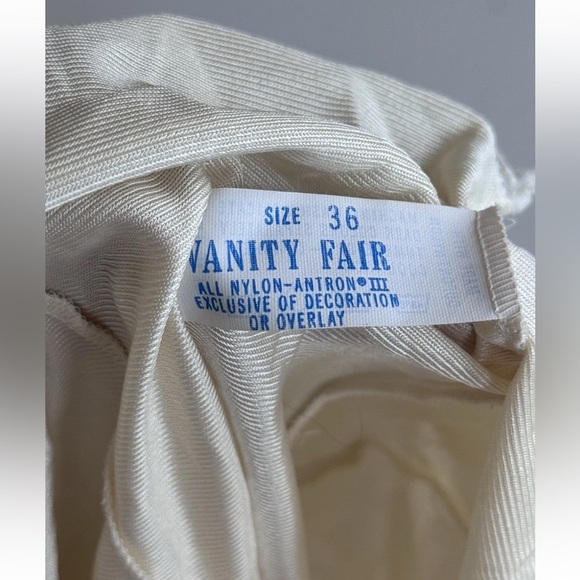 SIZE 36
VANITY FAIR
ALL NYLON-ANTRON® III
EXCLUSIVE OF DECORATION
OR OVERLAY